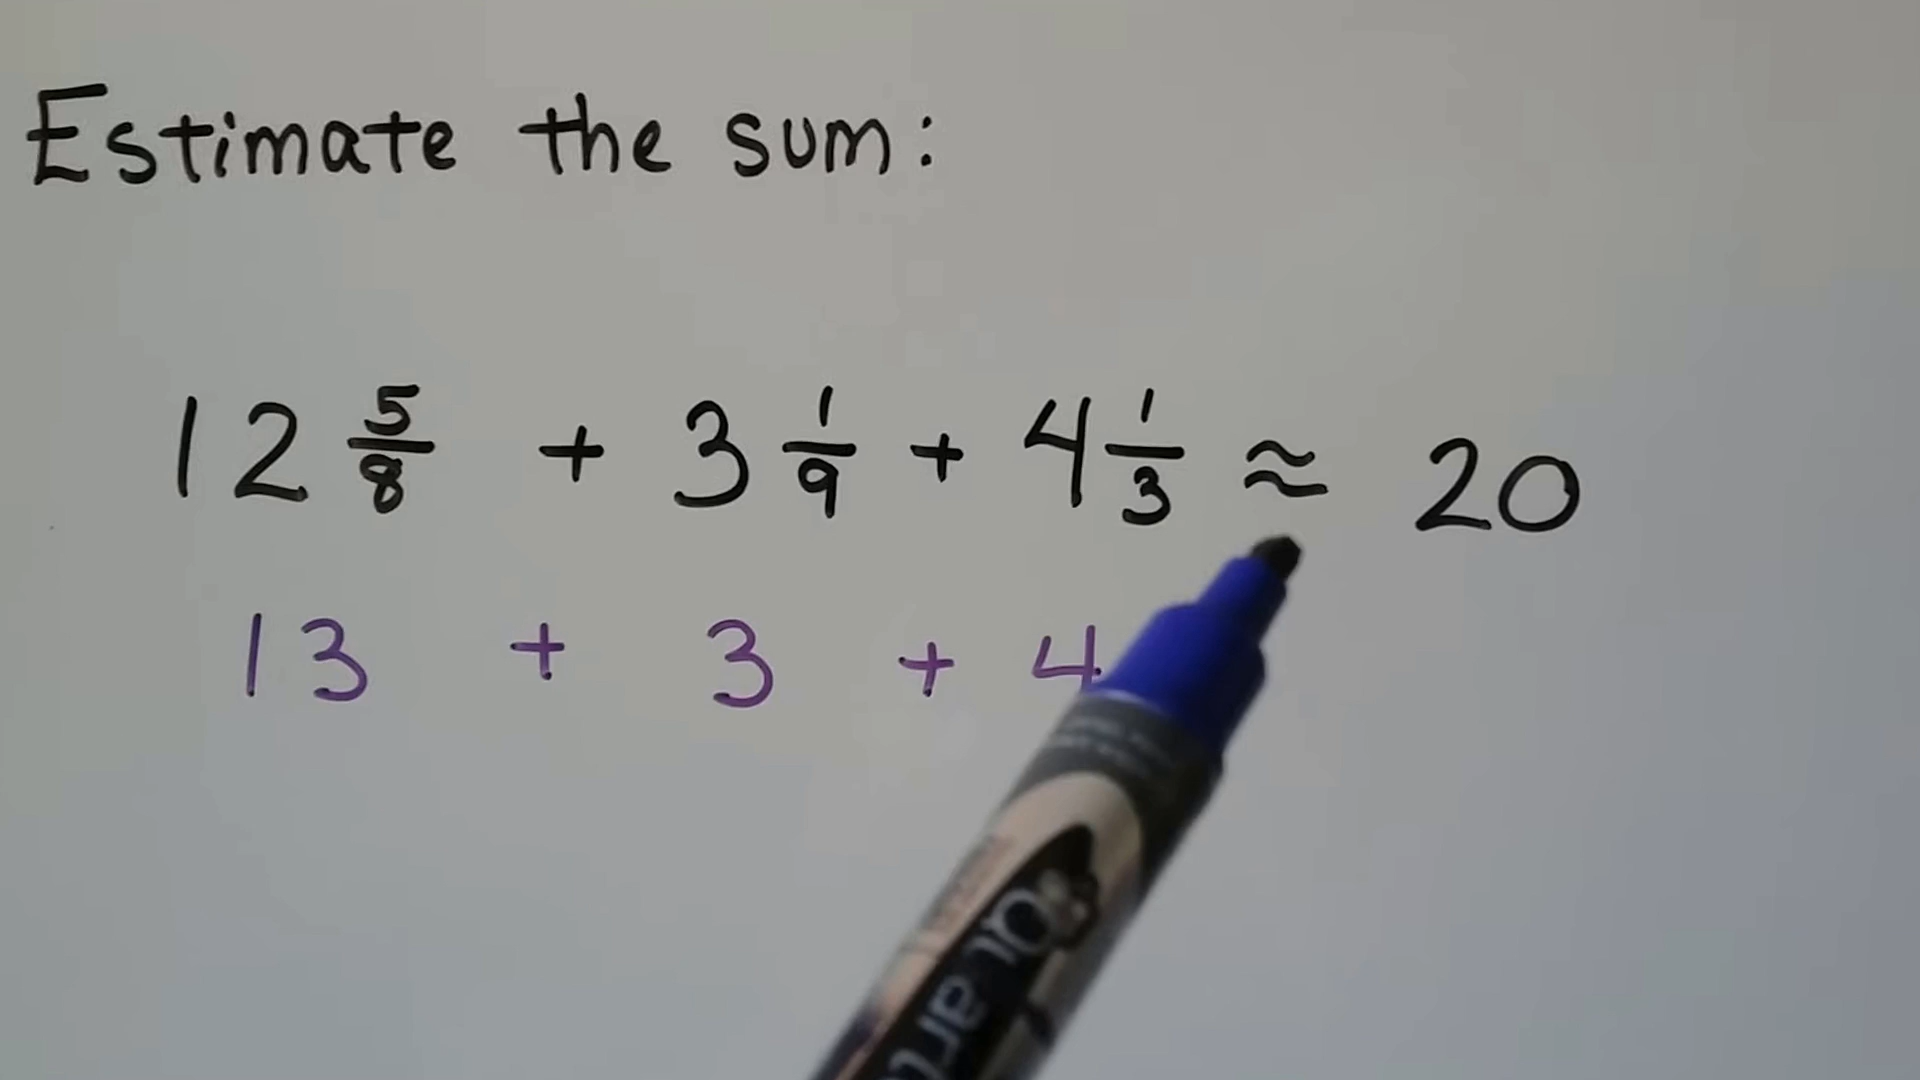 Estimate the sum:
12 5/8 + 3 1/9 + 4 1/3 ≈ 20
13 + 3 + 4